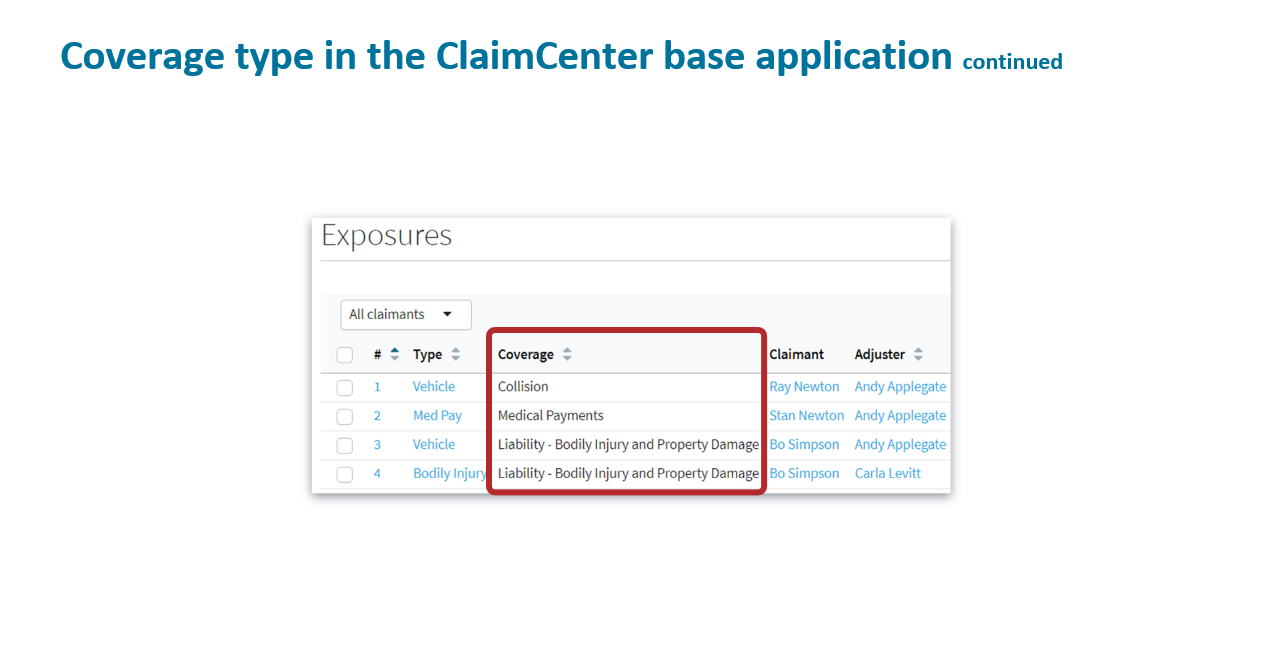 Coverage type in the ClaimCenter base application continued
Exposures
All claimants
# Type Coverage Claimant Adjuster
1 Vehicle Collision Ray Newton Andy Applegate
2 Med Pay Medical Payments Stan Newton Andy Applegate
3 Vehicle Liability - Bodily Injury and Property Damage Bo Simpson Andy Applegate
4 Bodily Injury Liability - Bodily Injury and Property Damage Bo Simpson Carla Levitt